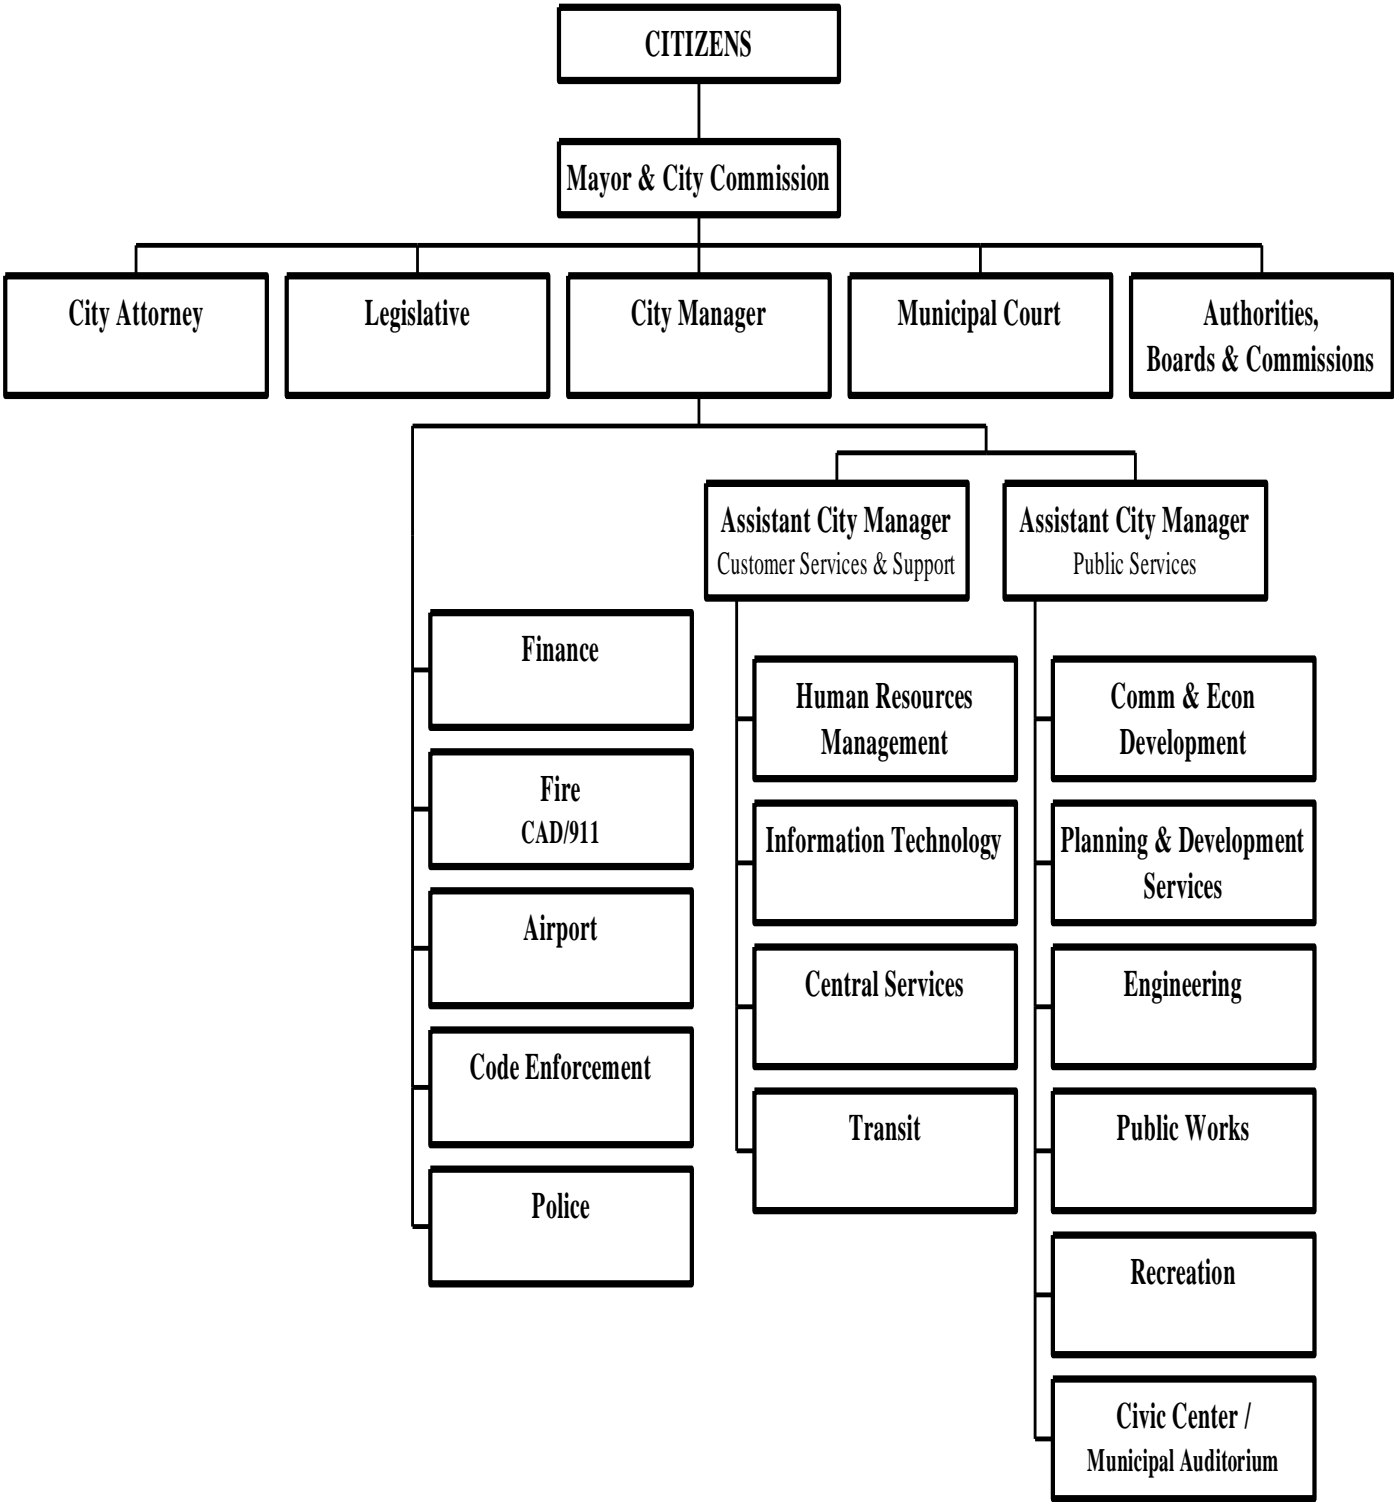 CITIZENS
Mayor & City Commission
City Attorney
Legislative
City Manager
Municipal Court
Authorities,
Boards & Commissions
Assistant City Manager
Customer Services & Support
Assistant City Manager
Public Services
Finance
Fire
CAD/911
Airport
Code Enforcement
Police
Human Resources
Management
Information Technology
Central Services
Transit
Comm & Econ
Development
Planning & Development
Services
Engineering
Public Works
Recreation
Civic Center /
Municipal Auditorium